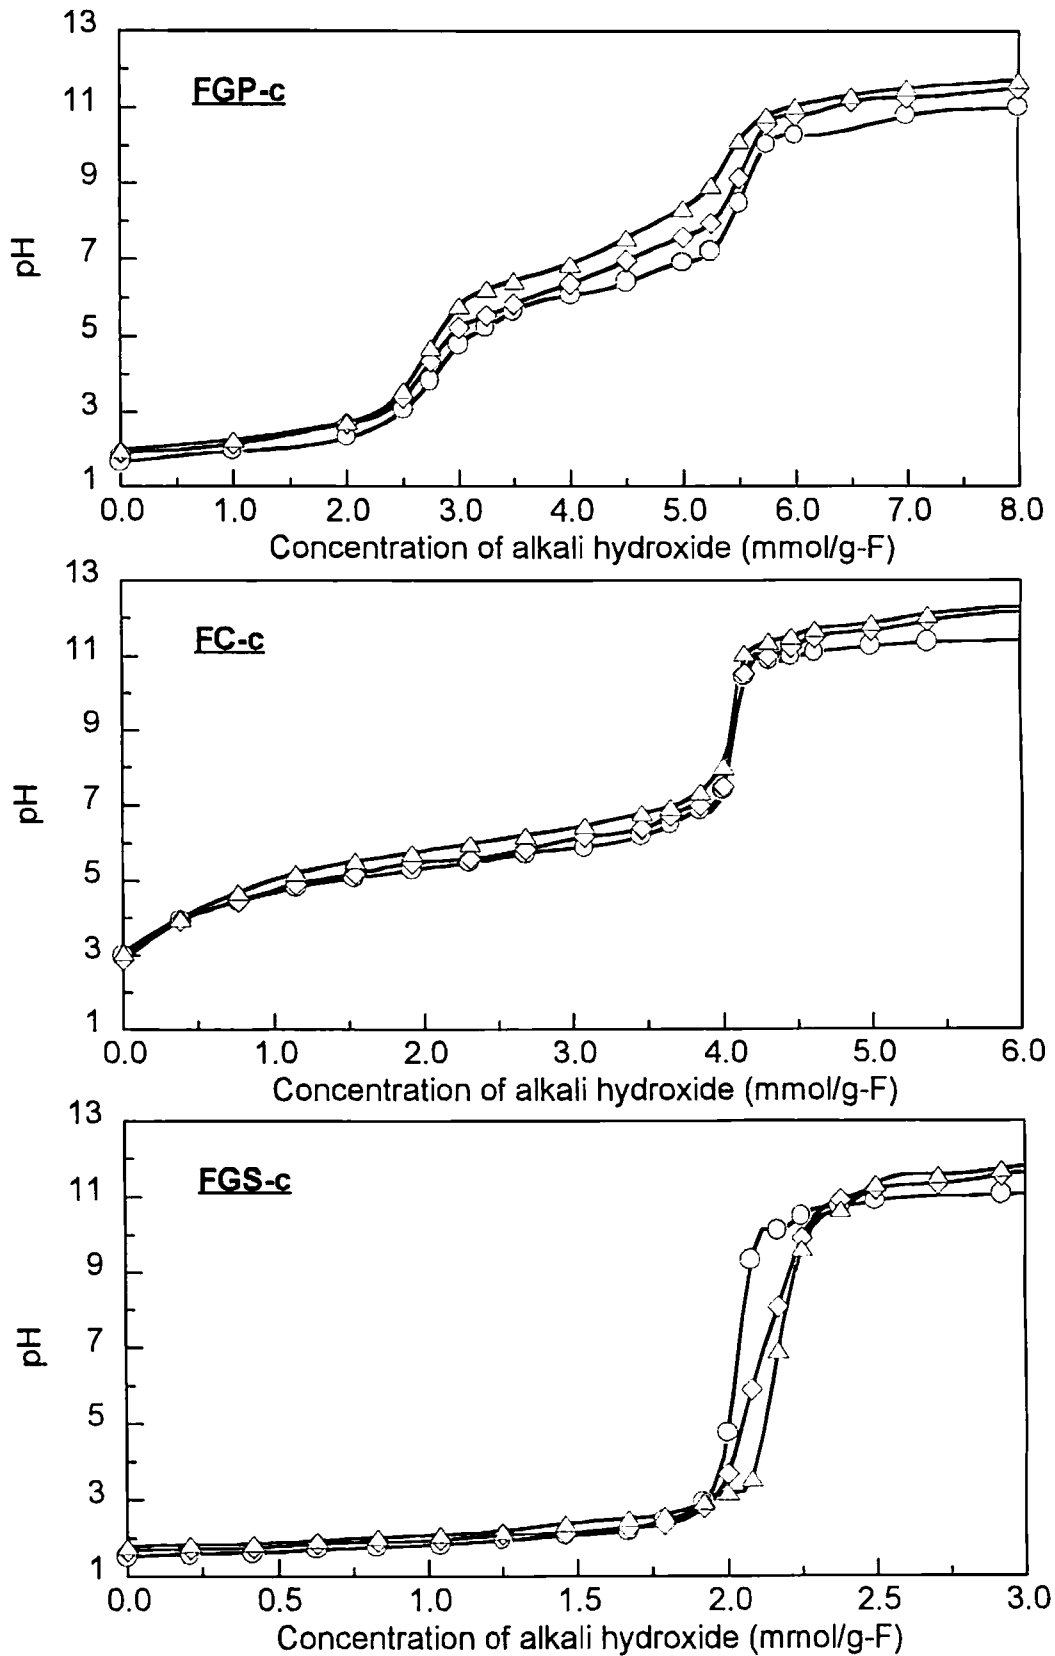 13
FGP-c
11
9
7
5
3
1
pH
0.0 1.0 2.0 3.0 4.0 5.0 6.0 7.0 8.0
Concentration of alkali hydroxide (mmol/g-F)
13
FC-c
11
9
7
5
3
1
pH
0.0 1.0 2.0 3.0 4.0 5.0 6.0
Concentration of alkali hydroxide (mmol/g-F)
13
FGS-c
11
9
7
5
3
1
pH
0.0 0.5 1.0 1.5 2.0 2.5 3.0
Concentration of alkali hydroxide (mmol/g-F)